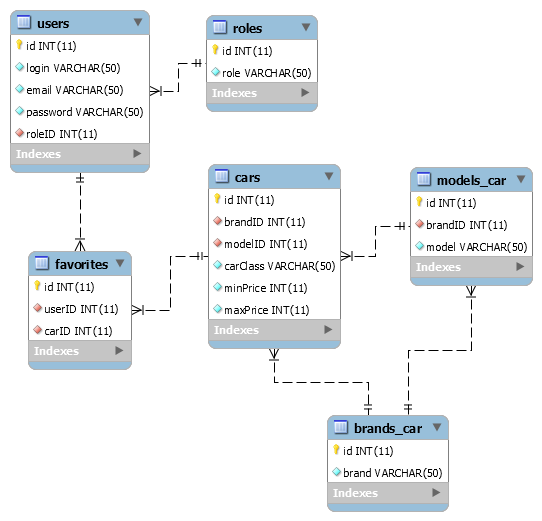 users
id INT(11)
login VARCHAR(50)
email VARCHAR(50)
password VARCHAR(50)
roleID INT(11)
Indexes
roles
id INT(11)
role VARCHAR(50)
Indexes
cars
id INT(11)
brandID INT(11)
modelID INT(11)
carClass VARCHAR(50)
minPrice INT(11)
maxPrice INT(11)
Indexes
models_car
id INT(11)
brandID INT(11)
model VARCHAR(50)
Indexes
favorites
id INT(11)
userID INT(11)
carID INT(11)
Indexes
brands_car
id INT(11)
brand VARCHAR(50)
Indexes